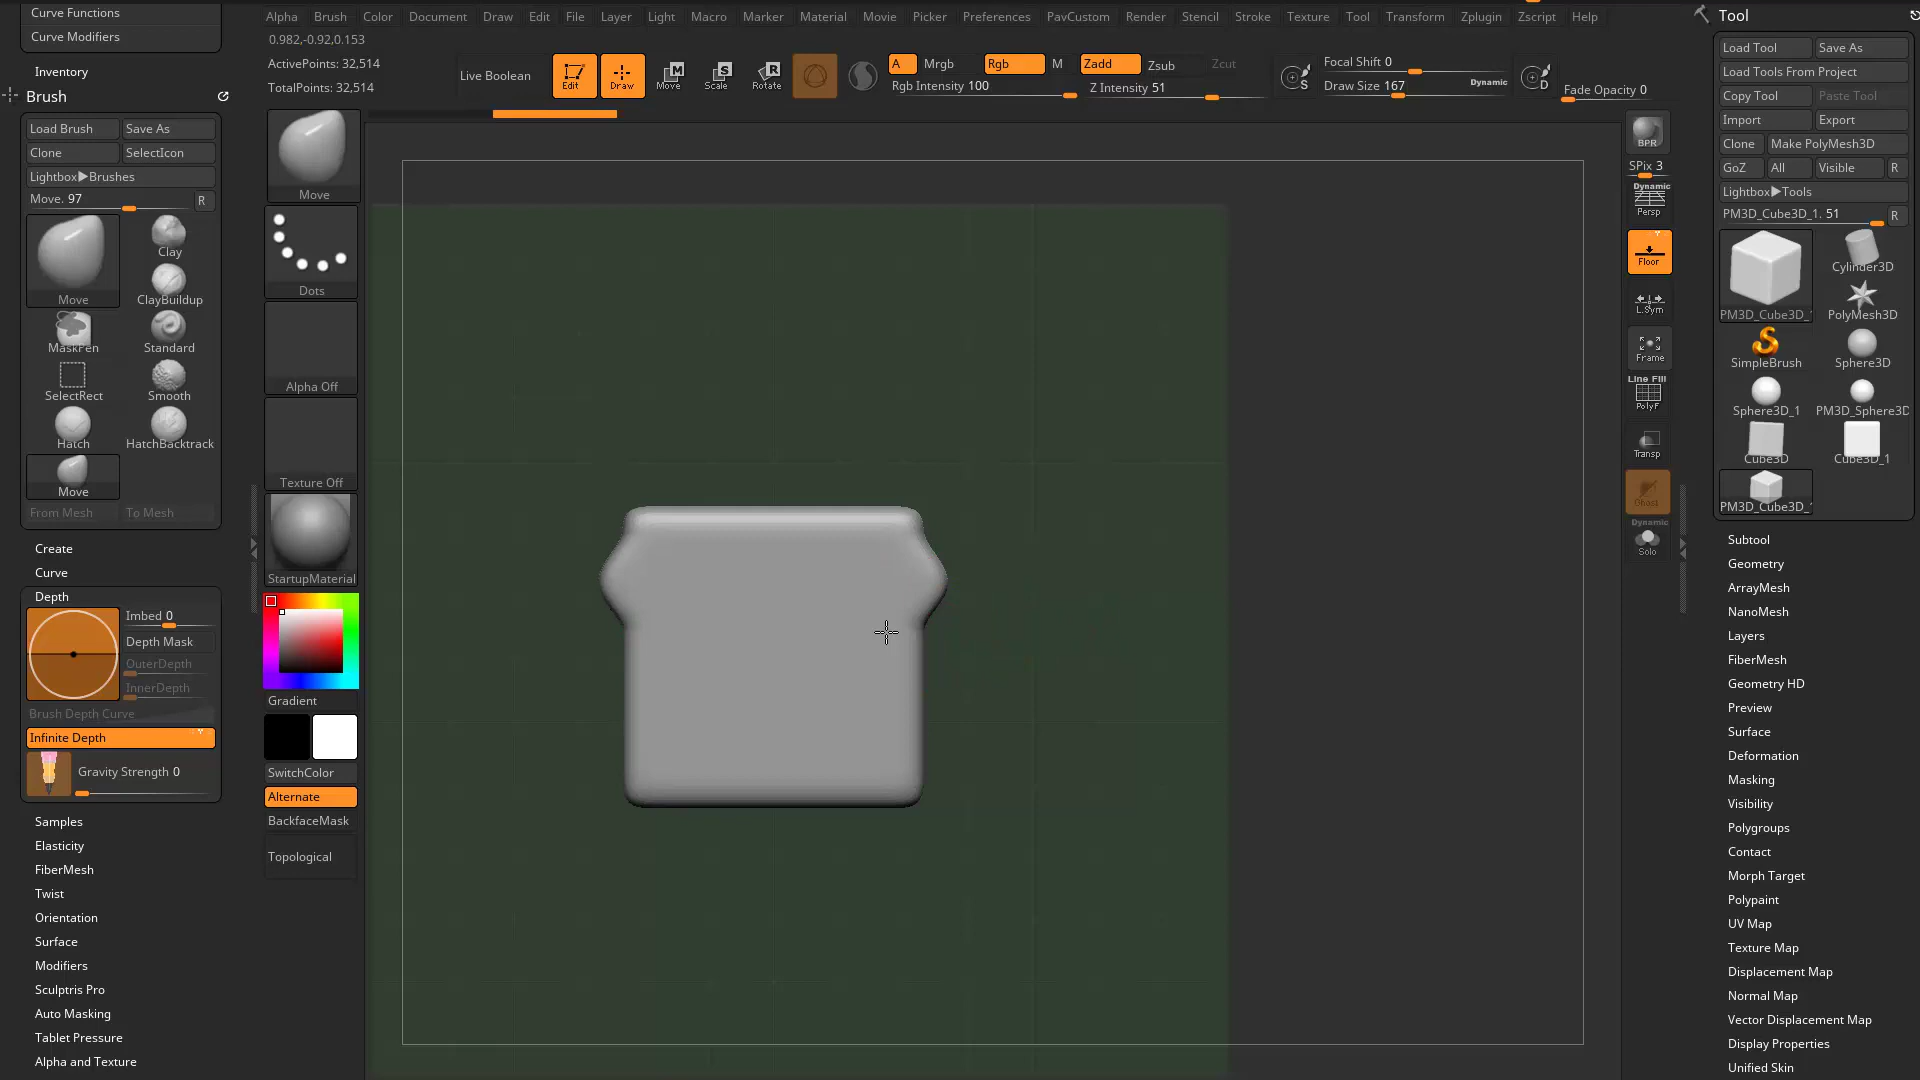 Curve Functions
Curve Modifiers
Inventory
Brush
Load Brush Save As
Clone SelectIcon
Lightbox▶Brushes
Move. 97 R
Move
Clay
ClayBuildup
MaskPen Standard
SelectRect Smooth
Hatch HatchBacktrack
Move
From Mesh To Mesh
Create
Curve
Depth
Imbed 0
Depth Mask
OuterDepth
InnerDepth
Brush Depth Curve
Infinite Depth
Gravity Strength 0
Samples
Elasticity
FiberMesh
Twist
Orientation
Surface
Modifiers
Sculptris Pro
Auto Masking
Tablet Pressure
Alpha and Texture
Alpha Brush Color Document Draw Edit File Layer Light Macro Marker Material Movie Picker Preferences PavCustom Render Stencil Stroke Texture Tool Transform Zplugin Zscript Help
0.982,-0.92,0.153
ActivePoints: 32,514
TotalPoints: 32,514
Live Boolean
Edit Draw Move Scale Rotate
M S R
A Mrgb Rgb M Zadd Zsub Zcut
Rgb Intensity 100 Z Intensity 51
S
Focal Shift 0
Draw Size 167 Dynamic
D
Fade Opacity 0
Move
Dots
Alpha Off
Texture Off
StartupMaterial
Gradient
SwitchColor
Alternate
BackfaceMask
Topological
BPR
SPix 3
Dynamic
Persp
Floor
L.Sym
Frame
Line Fill
PolyF
Transp
Ghost
Dynamic
Solo
Tool
Load Tool Save As
Load Tools From Project
Copy Tool Paste Tool
Import Export
Clone Make PolyMesh3D
GoZ All Visible R
Lightbox▶Tools
PM3D_Cube3D_1. 51 R
PM3D_Cube3D_1
Cylinder3D
PolyMesh3D
SimpleBrush Sphere3D
Sphere3D_1 PM3D_Sphere3D
Cube3D Cube3D_1
PM3D_Cube3D_1
Subtool
Geometry
ArrayMesh
NanoMesh
Layers
FiberMesh
Geometry HD
Preview
Surface
Deformation
Masking
Visibility
Polygroups
Contact
Morph Target
Polypaint
UV Map
Texture Map
Displacement Map
Normal Map
Vector Displacement Map
Display Properties
Unified Skin